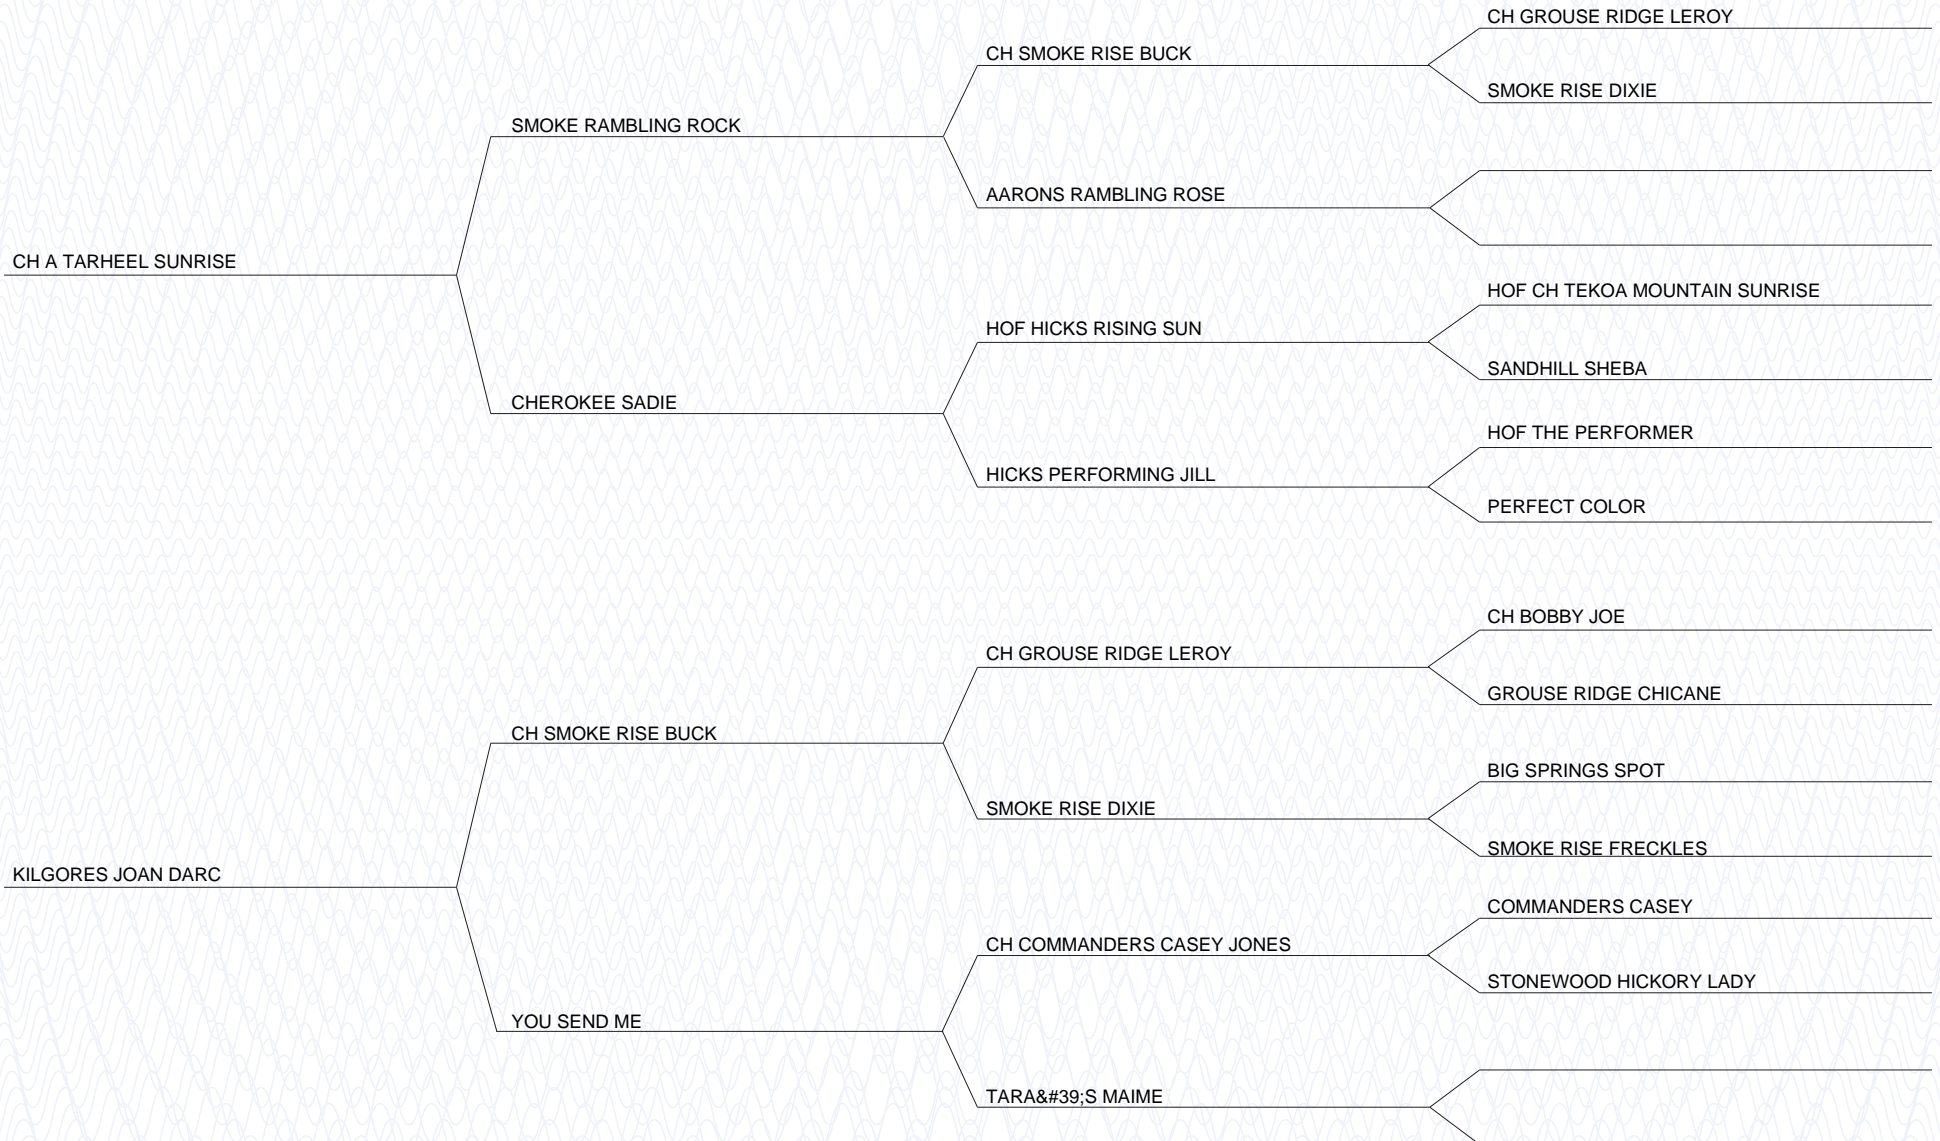 CH GROUSE RIDGE LEROY
CH SMOKE RISE BUCK
SMOKE RISE DIXIE
SMOKE RAMBLING ROCK
AARONS RAMBLING ROSE
CH A TARHEEL SUNRISE
HOF CH TEKOA MOUNTAIN SUNRISE
HOF HICKS RISING SUN
SANDHILL SHEBA
CHEROKEE SADIE
HOF THE PERFORMER
HICKS PERFORMING JILL
PERFECT COLOR
CH BOBBY JOE
CH GROUSE RIDGE LEROY
GROUSE RIDGE CHICANE
CH SMOKE RISE BUCK
BIG SPRINGS SPOT
SMOKE RISE DIXIE
SMOKE RISE FRECKLES
KILGORES JOAN DARC
COMMANDERS CASEY
CH COMMANDERS CASEY JONES
STONEWOOD HICKORY LADY
YOU SEND ME
TARA&#39;S MAIME